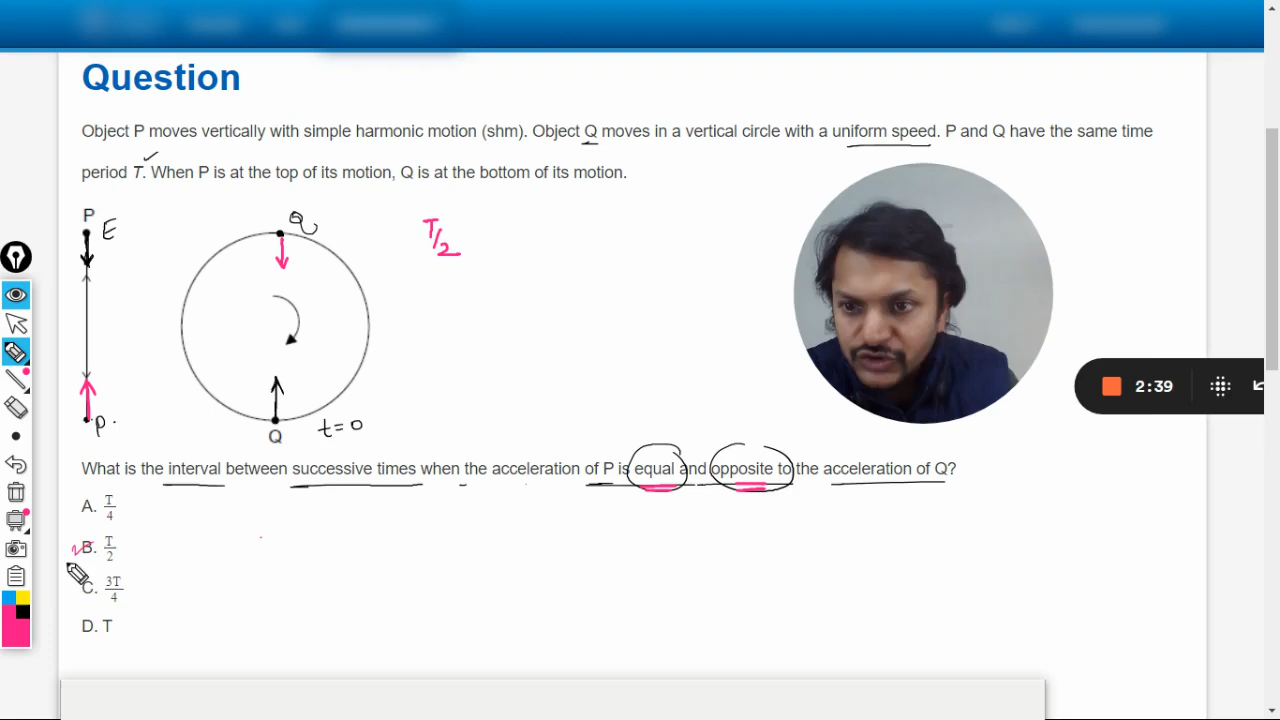 Question
Object P moves vertically with simple harmonic motion (shm). Object Q moves in a vertical circle with a uniform speed. P and Q have the same time
period T. When P is at the top of its motion, Q is at the bottom of its motion.
P
E
Q
T/2
P.
Q
t=0
2:39
What is the interval between successive times when the acceleration of P is equal and opposite to the acceleration of Q?
A. T/4
B. T/2
C. 3T/4
D. T